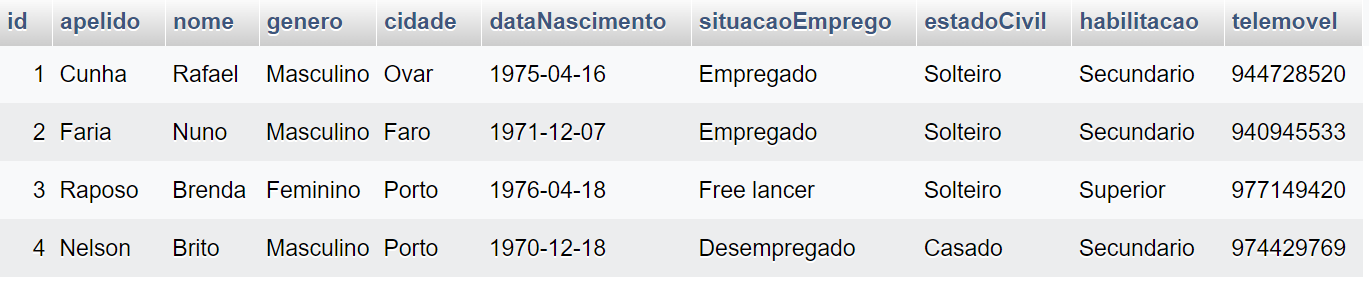 id apelido nome genero cidade dataNascimento situacaoEmprego estadoCivil habilitacao telemovel
1 Cunha Rafael Masculino Ovar 1975-04-16 Empregado Solteiro Secundario 944728520
2 Faria Nuno Masculino Faro 1971-12-07 Empregado Solteiro Secundario 940945533
3 Raposo Brenda Feminino Porto 1976-04-18 Free lancer Solteiro Superior 977149420
4 Nelson Brito Masculino Porto 1970-12-18 Desempregado Casado Secundario 974429769